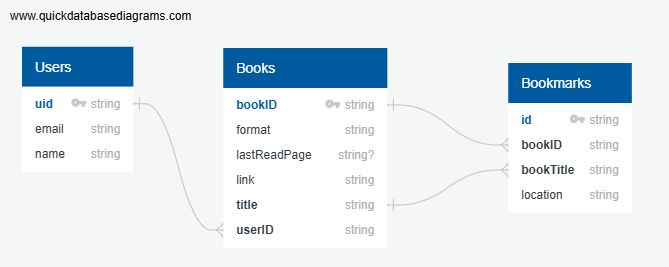 www.quickdatabasediagrams.com
Users
uid string
email string
name string
Books
bookID string
format string
lastReadPage string?
link string
title string
userID string
Bookmarks
id string
bookID string
bookTitle string
location string